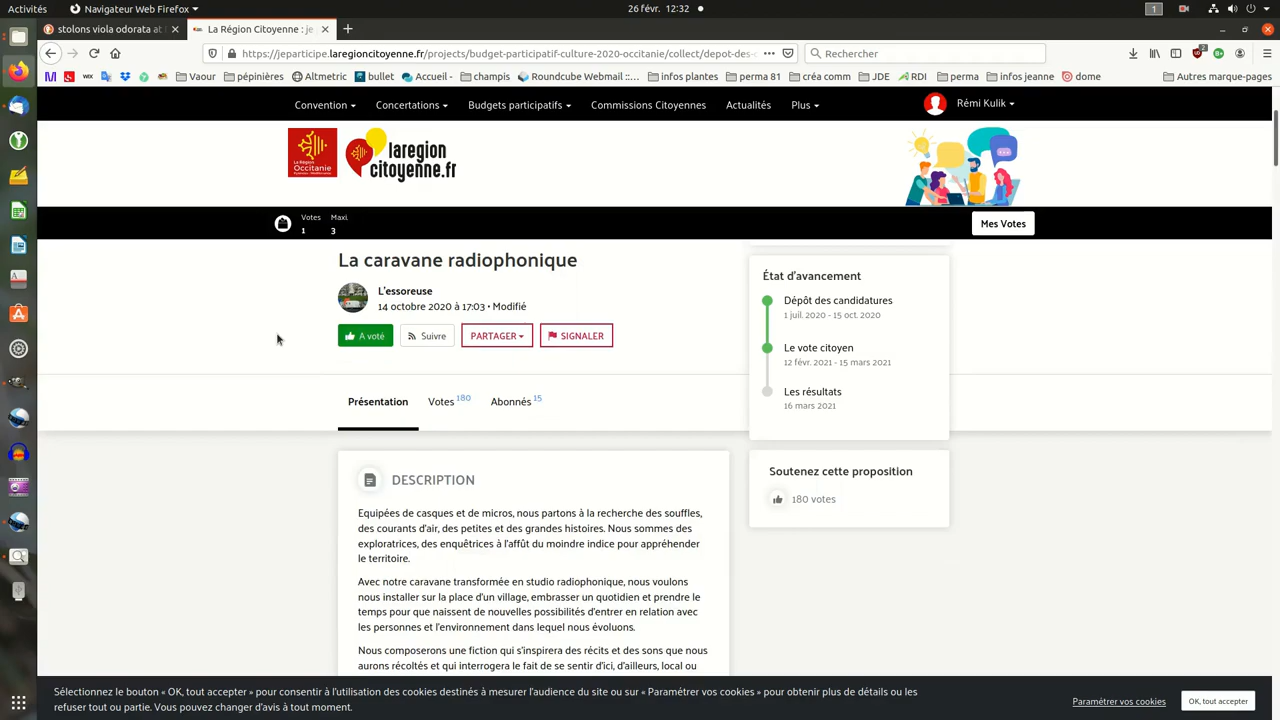 Activités
Navigateur Web Firefox
26 févr. 12:32
1
stolons viola odorata at
La Région Citoyenne : je
https://jeparticipe.laregioncitoyenne.fr/projects/budget-participatif-culture-2020-occitanie/collect/depot-des-c
Rechercher
Vaour
pépinières
Altmetric
bullet
Accueil -
champis
Roundcube Webmail ::…
infos plantes
perma 81
créa comm
JDE
RDI
perma
infos jeanne
dome
Autres marque-pages
Convention
Concertations
Budgets participatifs
Commissions Citoyennes
Actualités
Plus
Rémi Kulik
La Région
Occitanie
laregion
citoyenne.fr
Votes Maxi
1 3
Mes Votes
La caravane radiophonique
L'essoreuse
14 octobre 2020 à 17:03 • Modifié
A voté
Suivre
PARTAGER
SIGNALER
Présentation
Votes 180
Abonnés 15
État d'avancement
Dépôt des candidatures
1 juil. 2020 - 15 oct. 2020
Le vote citoyen
12 févr. 2021 - 15 mars 2021
Les résultats
16 mars 2021
Soutenez cette proposition
180 votes
DESCRIPTION
Equipées de casques et de micros, nous partons à la recherche des souffles,
des courants d'air, des petites et des grandes histoires. Nous sommes des
exploratrices, des enquêtrices à l'affût du moindre indice pour appréhender
le territoire.
Avec notre caravane transformée en studio radiophonique, nous voulons
nous installer sur la place d'un village, embrasser un quotidien et prendre le
temps pour que naissent de nouvelles possibilités d'entrer en relation avec
les personnes et l'environnement dans lequel nous évoluons.
Nous composerons une fiction qui s'inspirera des récits et des sons que nous
aurons récoltés et qui interrogera le fait de se sentir d'ici, d'ailleurs, local ou
Sélectionnez le bouton « OK, tout accepter » pour consentir à l'utilisation des cookies destinés à mesurer l'audience du site ou sur « Paramétrer vos cookies » pour obtenir plus de détails ou les
refuser tout ou partie. Vous pouvez changer d'avis à tout moment.
Paramétrer vos cookies
OK, tout accepter